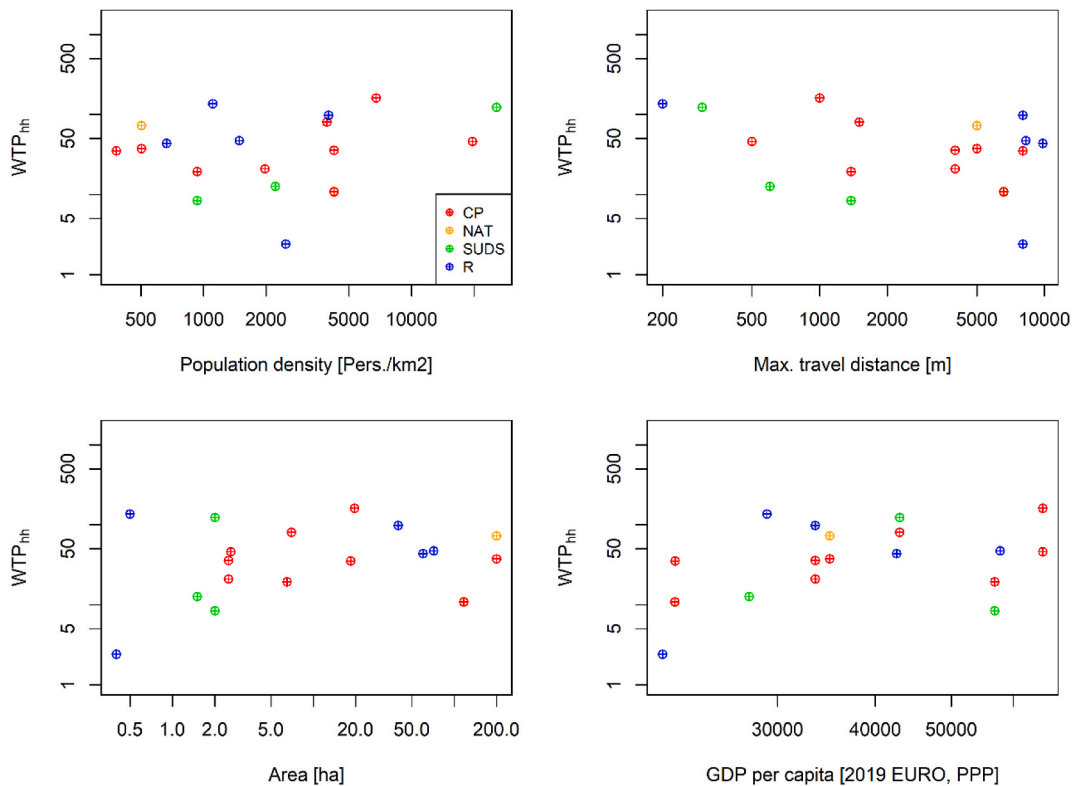 500
50
5
1
WTPhh
CP
NAT
SUDS
R
500 1000 2000 5000 10000
Population density [Pers./km2]
500
50
5
1
WTPhh
200 500 1000 2000 5000 10000
Max. travel distance [m]
500
50
5
1
WTPhh
0.5 1.0 2.0 5.0 20.0 50.0 200.0
Area [ha]
500
50
5
1
WTPhh
30000 40000 50000
GDP per capita [2019 EURO, PPP]